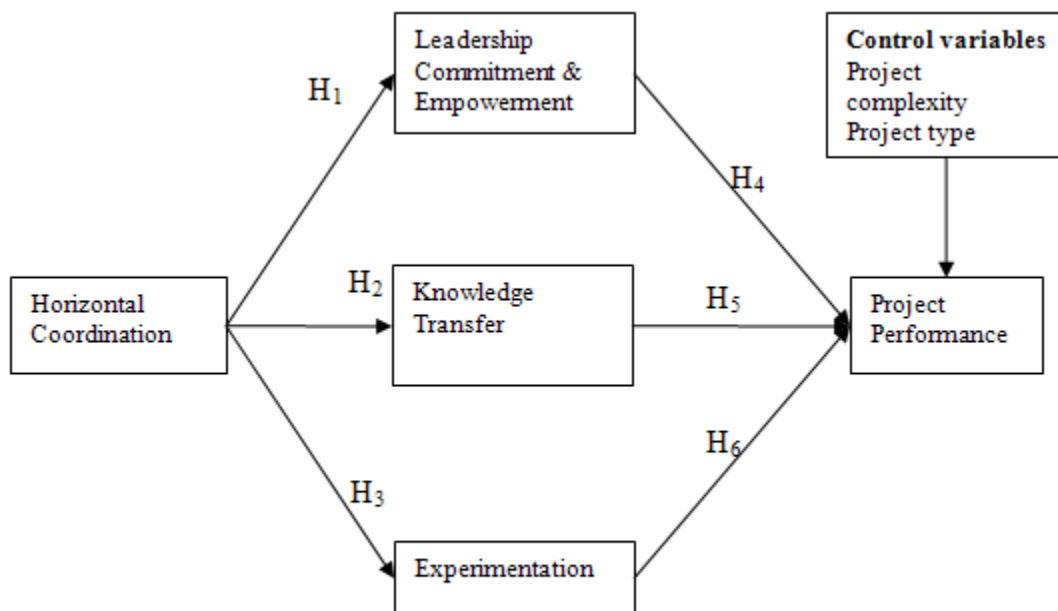 Leadership
Commitment &
Empowerment
Control variables
Project
complexity
Project type
H1
H4
Horizontal
Coordination
H2
Knowledge
Transfer
H5
Project
Performance
H3
H6
Experimentation